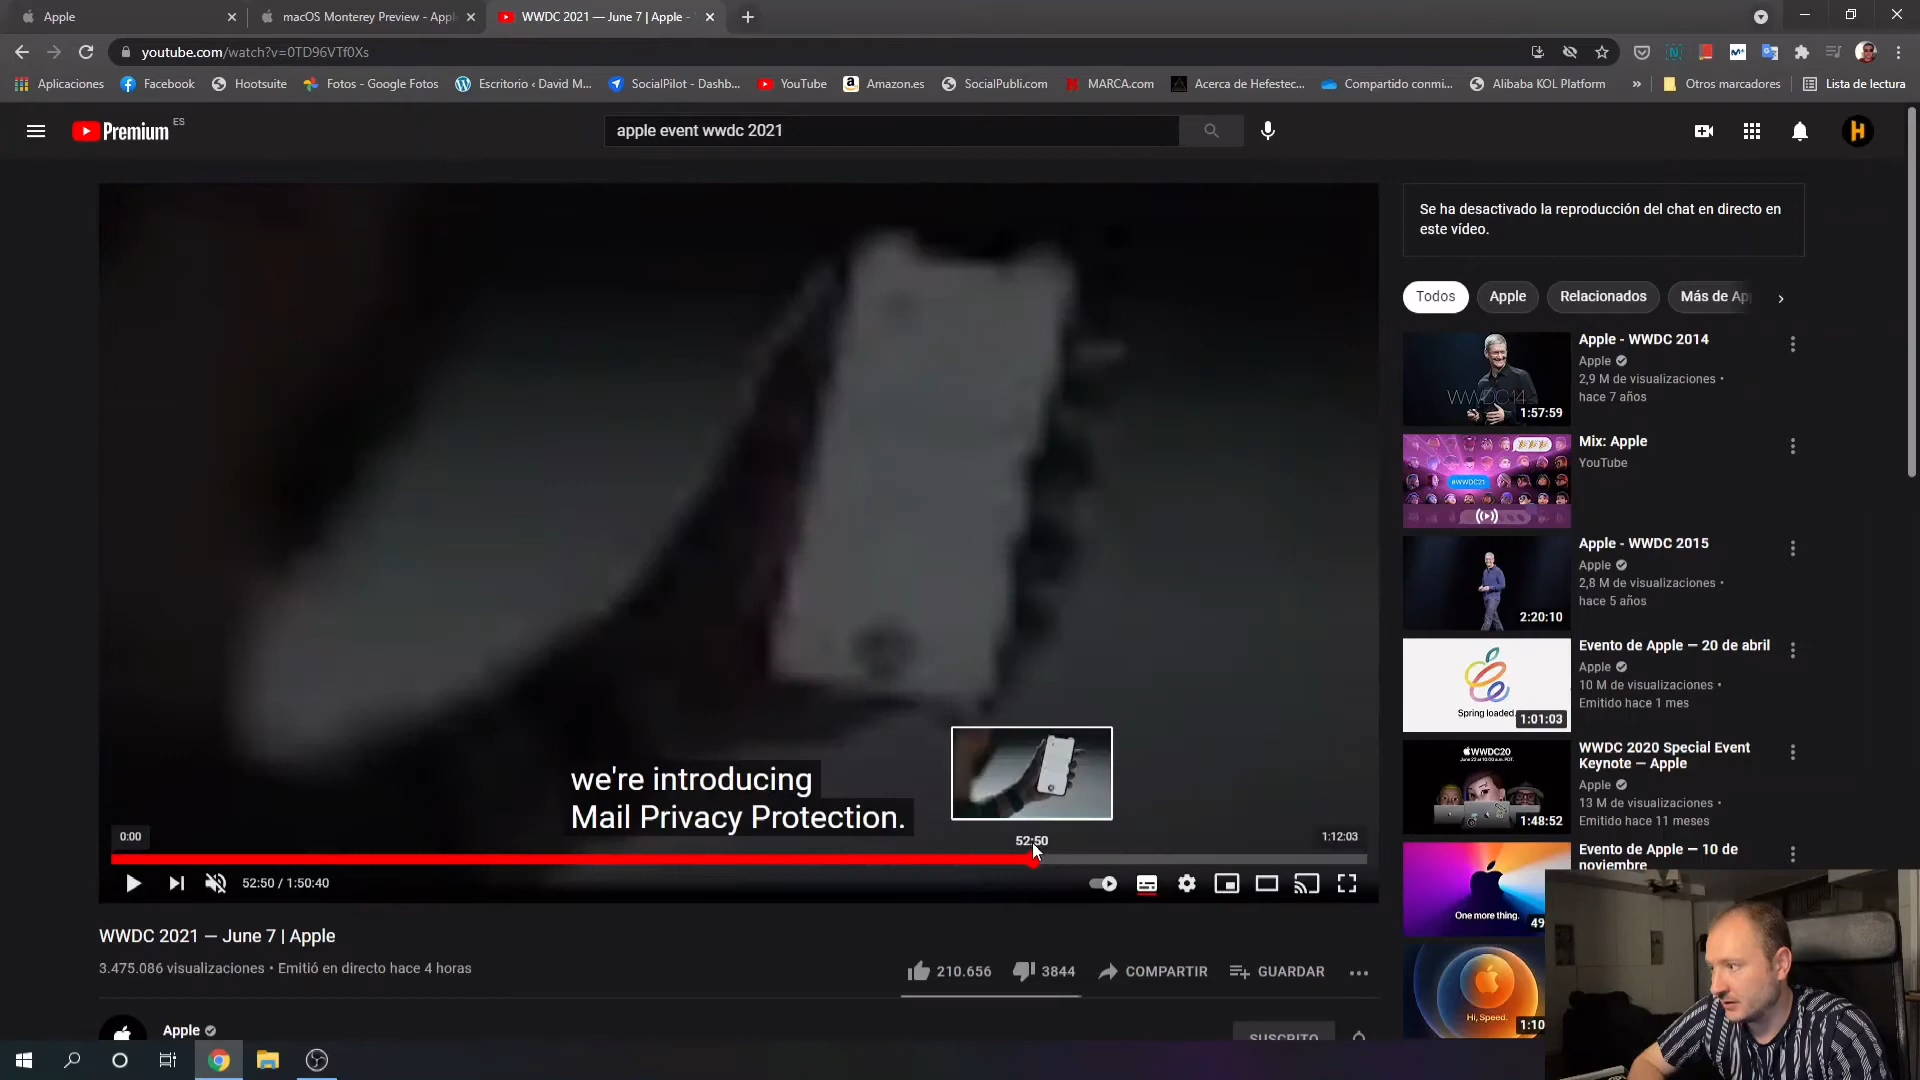 Apple
macOS Monterey Preview - Appl
WWDC 2021 — June 7 | Apple -
youtube.com/watch?v=0TD96VTf0Xs
Aplicaciones
Facebook
Hootsuite
Fotos - Google Fotos
Escritorio ‹ David M...
SocialPilot - Dashb...
YouTube
Amazon.es
SocialPubli.com
MARCA.com
Acerca de Hefestec...
Compartido conmi...
Alibaba KOL Platform
»
Otros marcadores
Lista de lectura
Premium ES
apple event wwdc 2021
H
Se ha desactivado la reproducción del chat en directo en
este vídeo.
Todos
Apple
Relacionados
Más de Ap
Apple - WWDC 2014
Apple
2,9 M de visualizaciones •
hace 7 años
WWDC14
1:57:59
Mix: Apple
YouTube
#WWDC21
Apple - WWDC 2015
Apple
2,8 M de visualizaciones •
hace 5 años
2:20:10
Evento de Apple — 20 de abril
Apple
10 M de visualizaciones •
Emitido hace 1 mes
Spring loaded.
1:01:03
WWDC 2020 Special Event
Keynote — Apple
Apple
13 M de visualizaciones •
Emitido hace 11 meses
WWDC20
1:48:52
Evento de Apple — 10 de
noviembre
One more thing.
49
Hi, Speed.
1:10
we're introducing
Mail Privacy Protection.
0:00
52:50
1:12:03
52:50 / 1:50:40
WWDC 2021 — June 7 | Apple
3.475.086 visualizaciones • Emitió en directo hace 4 horas
210.656
3844
COMPARTIR
GUARDAR
Apple
SUSCRITO